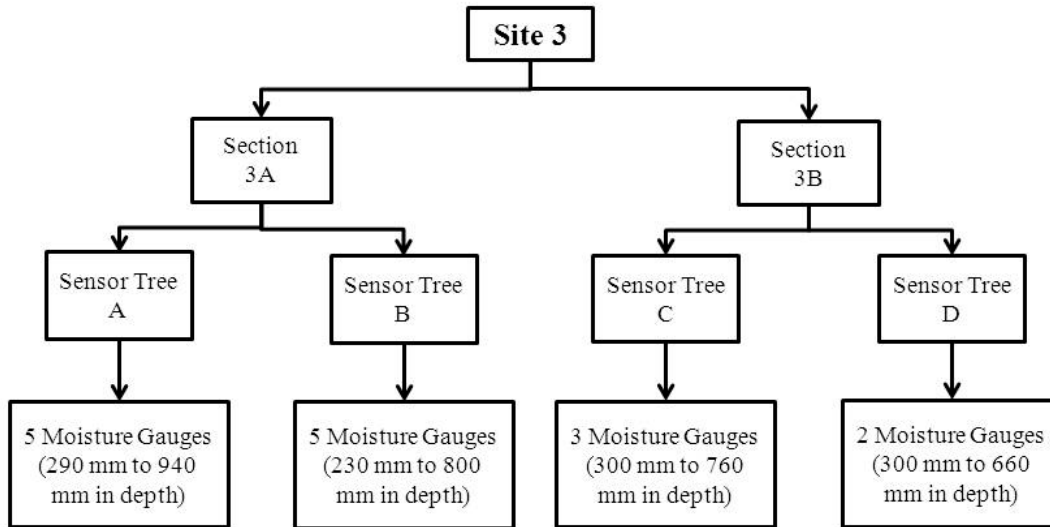 Site 3
Section
3A
Section
3B
Sensor Tree
A
Sensor Tree
B
Sensor Tree
C
Sensor Tree
D
5 Moisture Gauges
(290 mm to 940
mm in depth)
5 Moisture Gauges
(230 mm to 800
mm in depth)
3 Moisture Gauges
(300 mm to 760
mm in depth)
2 Moisture Gauges
(300 mm to 660
mm in depth)